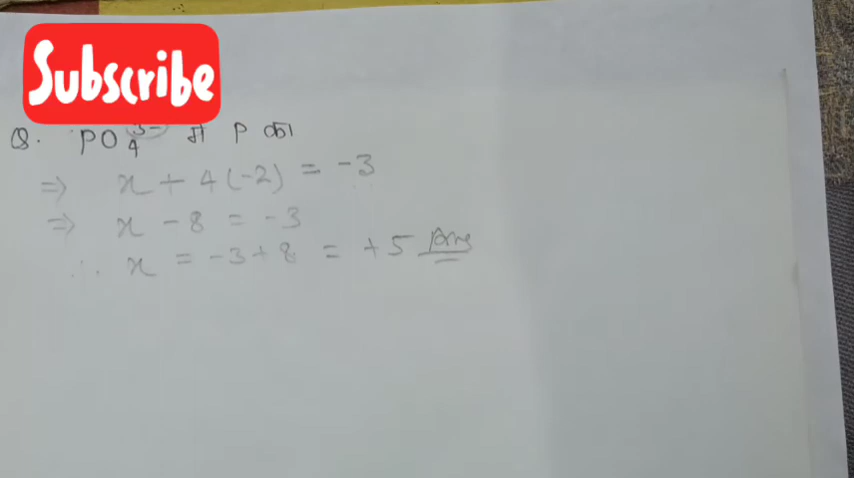 Subscribe
Q. PO₄³⁻ में P का
⇒ x + 4(-2) = -3
⇒ x - 8 = -3
∴ x = -3+8 = +5 Ans